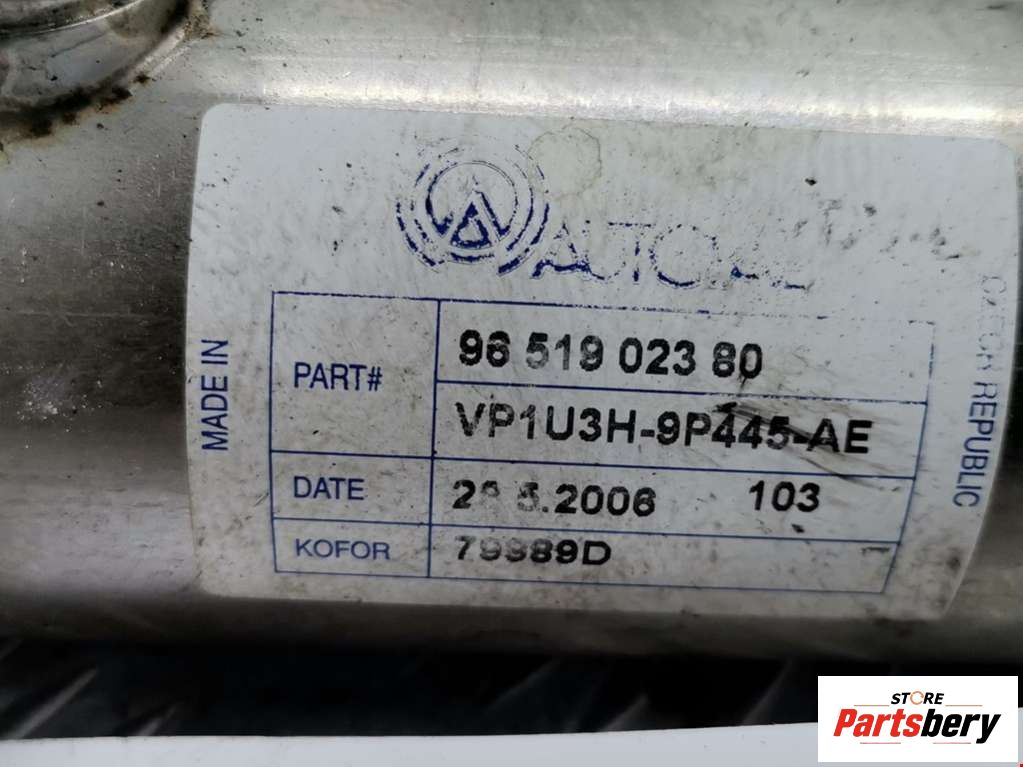 MADE IN
PART#
96 519 023 80
VP1U3H-9P445-AE
DATE
.2006 103
KOFOR
79989D
REPUBLIC
STORE
Partsbery